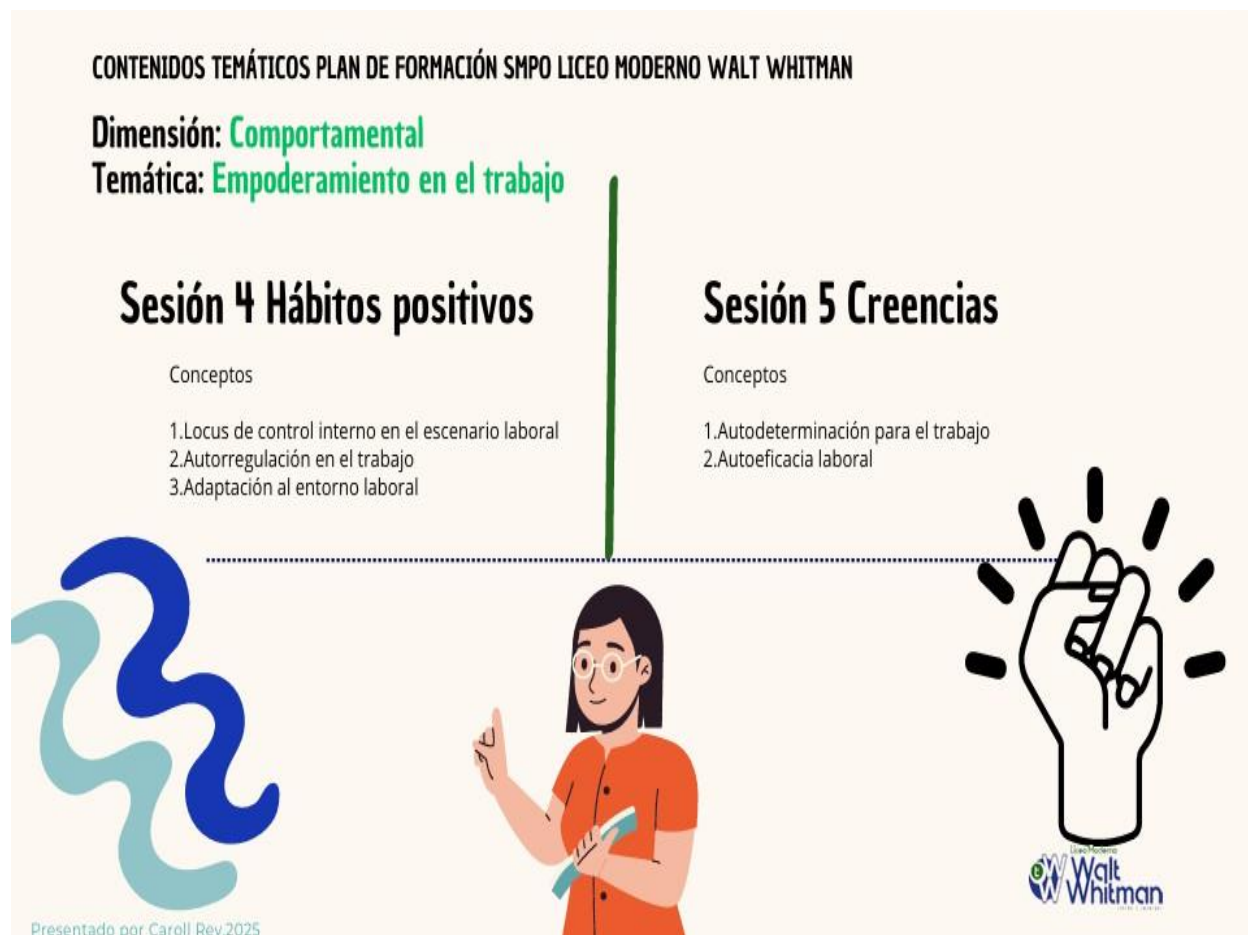 CONTENIDOS TEMÁTICOS PLAN DE FORMACIÓN SMPO LICEO MODERNO WALT WHITMAN
Dimensión: Comportamental
Temática: Empoderamiento en el trabajo
Sesión 4 Hábitos positivos
Conceptos
1.Locus de control interno en el escenario laboral
2.Autorregulación en el trabajo
3.Adaptación al entorno laboral
Sesión 5 Creencias
Conceptos
1.Autodeterminación para el trabajo
2.Autoeficacia laboral
Liceo Moderno
Walt
Whitman
Presentado por Caroll Rey.2025